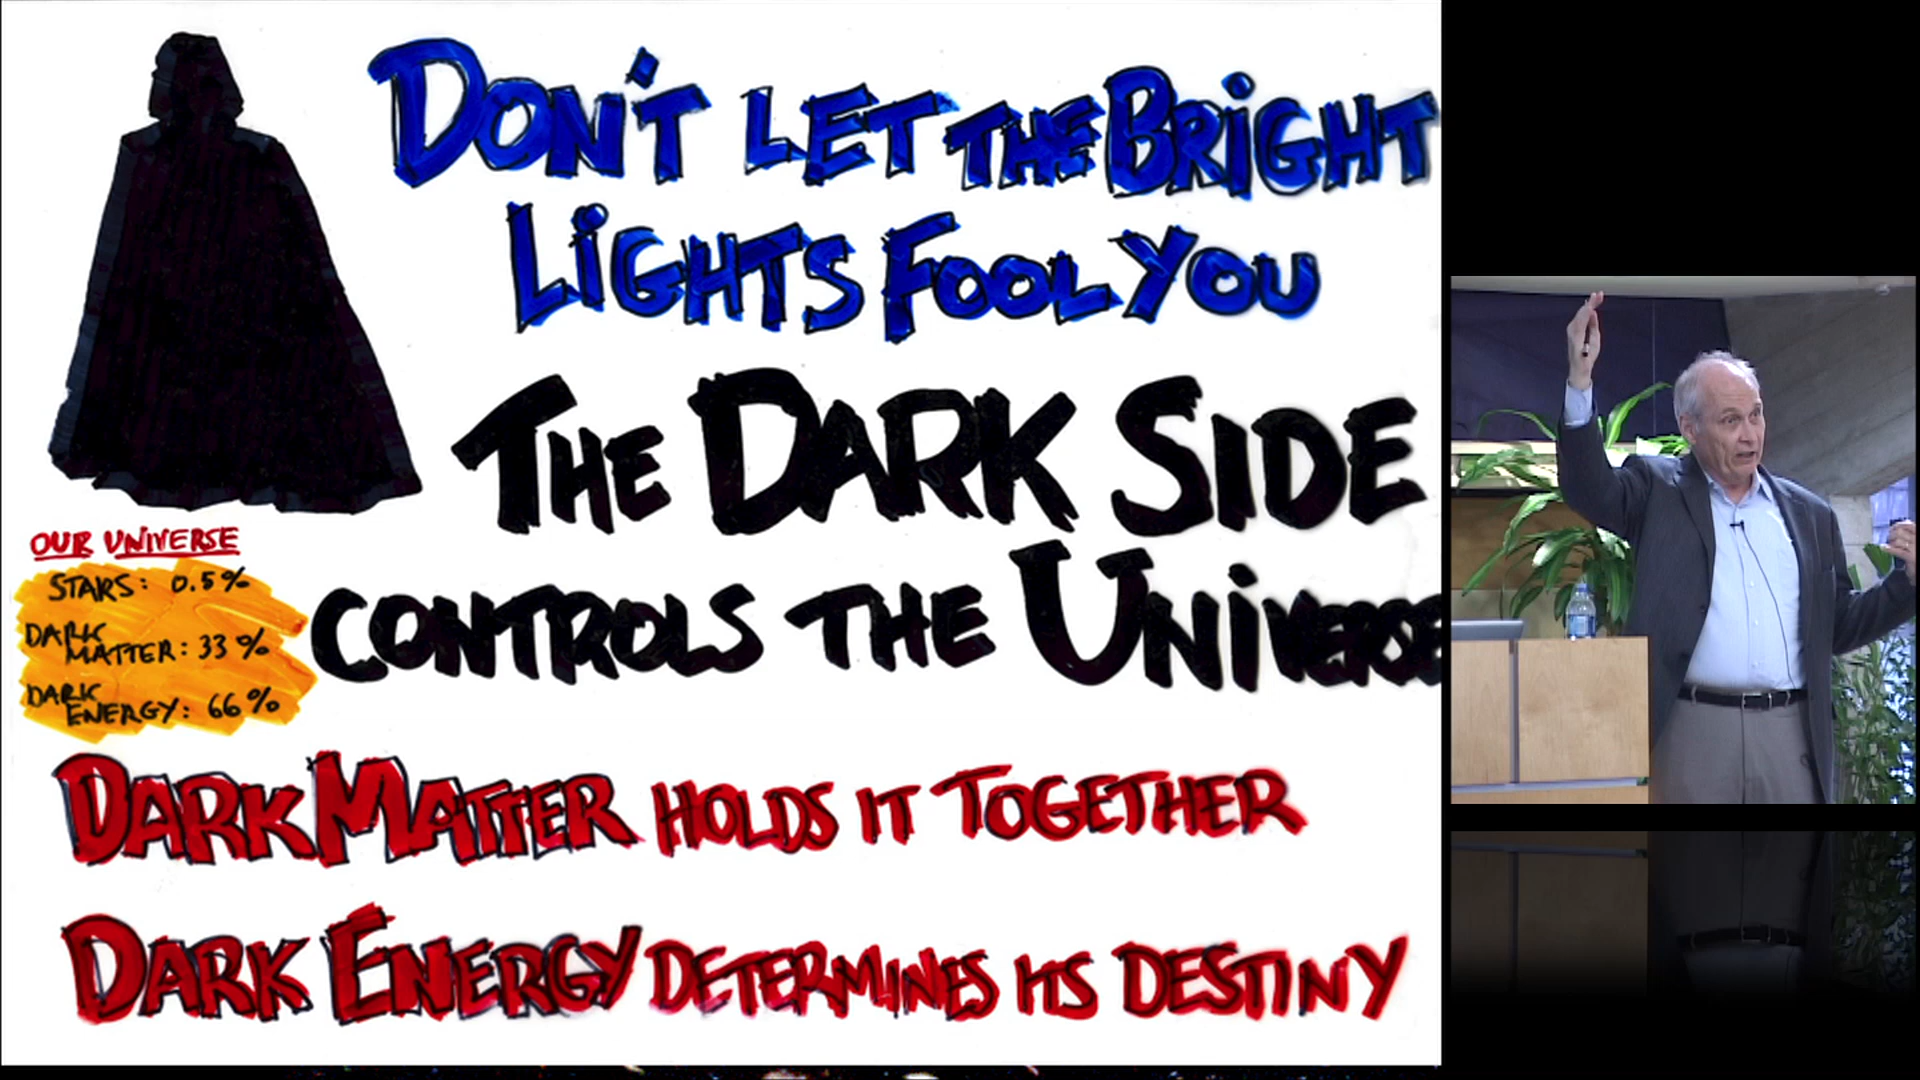 DON'T LET THE BRIGHT
LIGHTS FOOL YOU
THE DARK SIDE
CONTROLS THE UNIVERSE
OUR UNIVERSE
STARS: 0.5%
DARK
MATTER: 33%
DARK
ENERGY: 66%
DARK MATTER HOLDS IT TOGETHER
DARK ENERGY DETERMINES ITS DESTINY